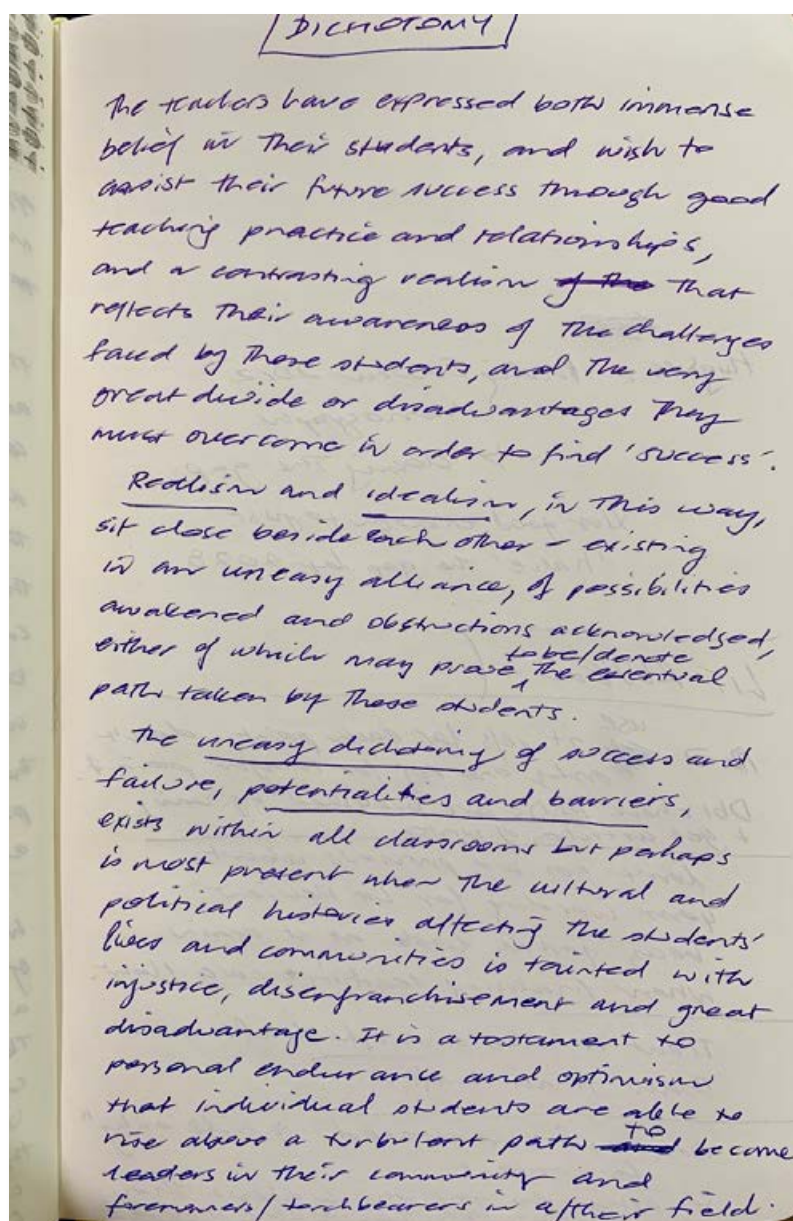 DICHOTOMY
The teachers have expressed both immense
belief in their students, and wish to
assist their future success through good
teaching practice and relationships,
and a contrasting realism of the that
reflects their awareness of the challenges
faced by these students, and the very
great divide or disadvantages they
must overcome in order to find 'success'.
Realism and idealism, in this way,
sit close beside each other - existing
in an uneasy alliance, of possibilities
awakened and obstructions acknowledged,
either of which may prove to be/denote the eventual
path taken by these students.
The uneasy dichotomy of success and
failure, potentialities and barriers,
exists within all classrooms but perhaps
is most present when the cultural and
political histories affecting the students'
lives and communities is tainted with
injustice, disenfranchisement and great
disadvantage. It is a testament to
personal endurance and optimism
that individual students are able to
rise above a turbulent path and to become
leaders in their community and
forerunners/torchbearers in a/their field.